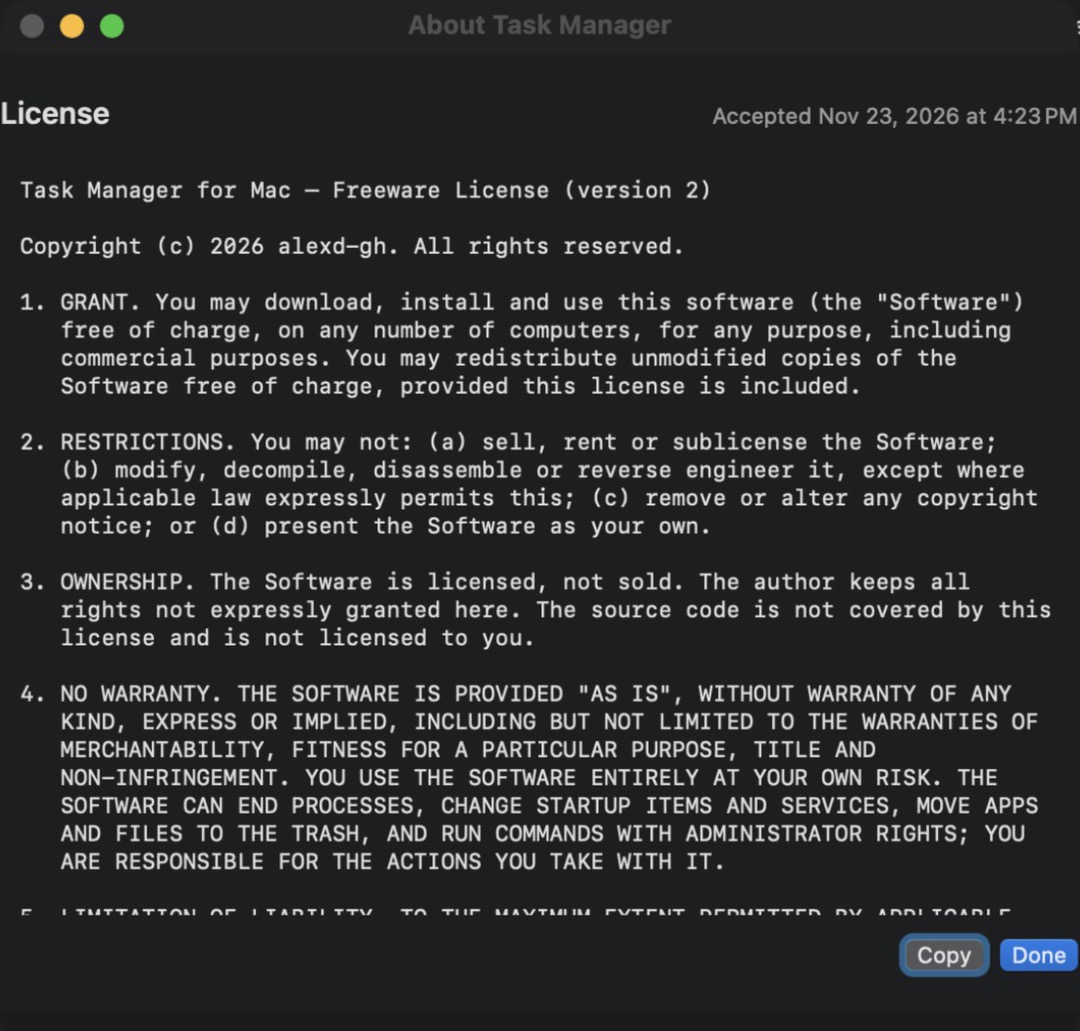 About Task Manager
License
Accepted Nov 23, 2026 at 4:23 PM
Task Manager for Mac — Freeware License (version 2)
Copyright (c) 2026 alexd-gh. All rights reserved.
1. GRANT. You may download, install and use this software (the "Software")
free of charge, on any number of computers, for any purpose, including
commercial purposes. You may redistribute unmodified copies of the
Software free of charge, provided this license is included.
2. RESTRICTIONS. You may not: (a) sell, rent or sublicense the Software;
(b) modify, decompile, disassemble or reverse engineer it, except where
applicable law expressly permits this; (c) remove or alter any copyright
notice; or (d) present the Software as your own.
3. OWNERSHIP. The Software is licensed, not sold. The author keeps all
rights not expressly granted here. The source code is not covered by this
license and is not licensed to you.
4. NO WARRANTY. THE SOFTWARE IS PROVIDED "AS IS", WITHOUT WARRANTY OF ANY
KIND, EXPRESS OR IMPLIED, INCLUDING BUT NOT LIMITED TO THE WARRANTIES OF
MERCHANTABILITY, FITNESS FOR A PARTICULAR PURPOSE, TITLE AND
NON-INFRINGEMENT. YOU USE THE SOFTWARE ENTIRELY AT YOUR OWN RISK. THE
SOFTWARE CAN END PROCESSES, CHANGE STARTUP ITEMS AND SERVICES, MOVE APPS
AND FILES TO THE TRASH, AND RUN COMMANDS WITH ADMINISTRATOR RIGHTS; YOU
ARE RESPONSIBLE FOR THE ACTIONS YOU TAKE WITH IT.
5. LIMITATION OF LIABILITY. TO THE MAXIMUM EXTENT PERMITTED BY APPLICABLE
Copy
Done